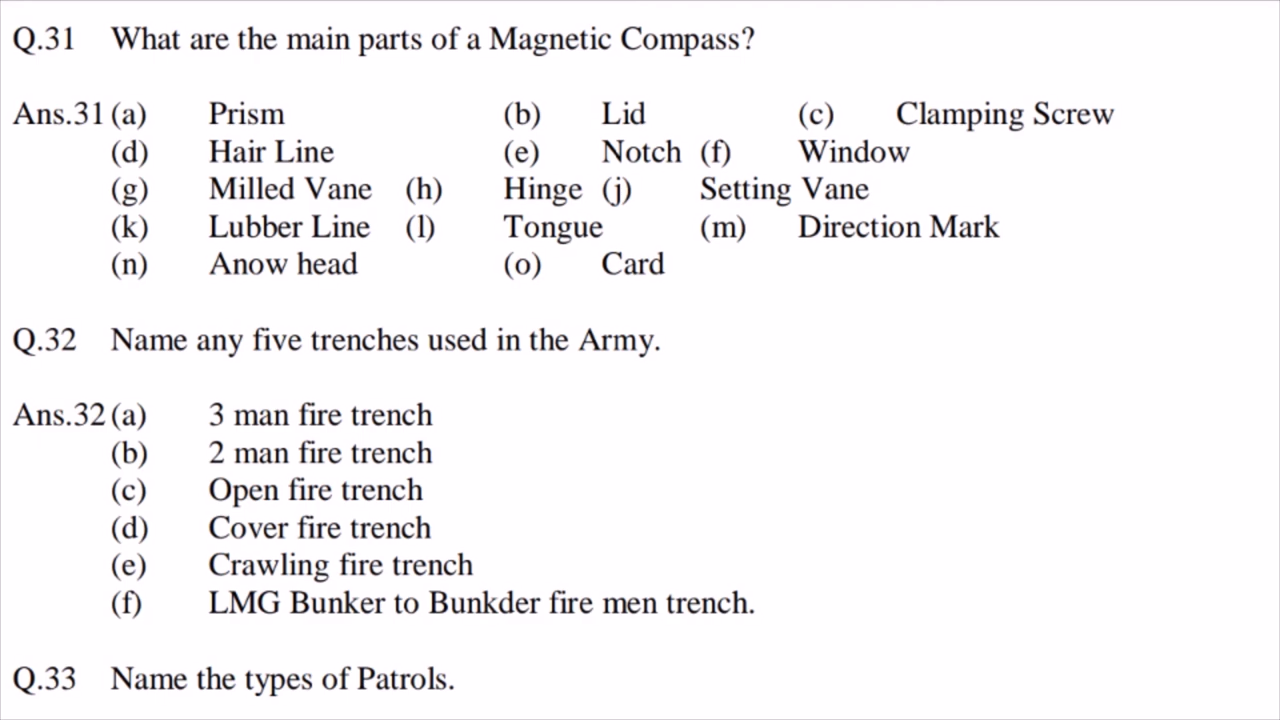 Q.31 What are the main parts of a Magnetic Compass?
Ans.31 (a) Prism (b) Lid (c) Clamping Screw
(d) Hair Line (e) Notch (f) Window
(g) Milled Vane (h) Hinge (j) Setting Vane
(k) Lubber Line (l) Tongue (m) Direction Mark
(n) Anow head (o) Card
Q.32 Name any five trenches used in the Army.
Ans.32 (a) 3 man fire trench
(b) 2 man fire trench
(c) Open fire trench
(d) Cover fire trench
(e) Crawling fire trench
(f) LMG Bunker to Bunkder fire men trench.
Q.33 Name the types of Patrols.